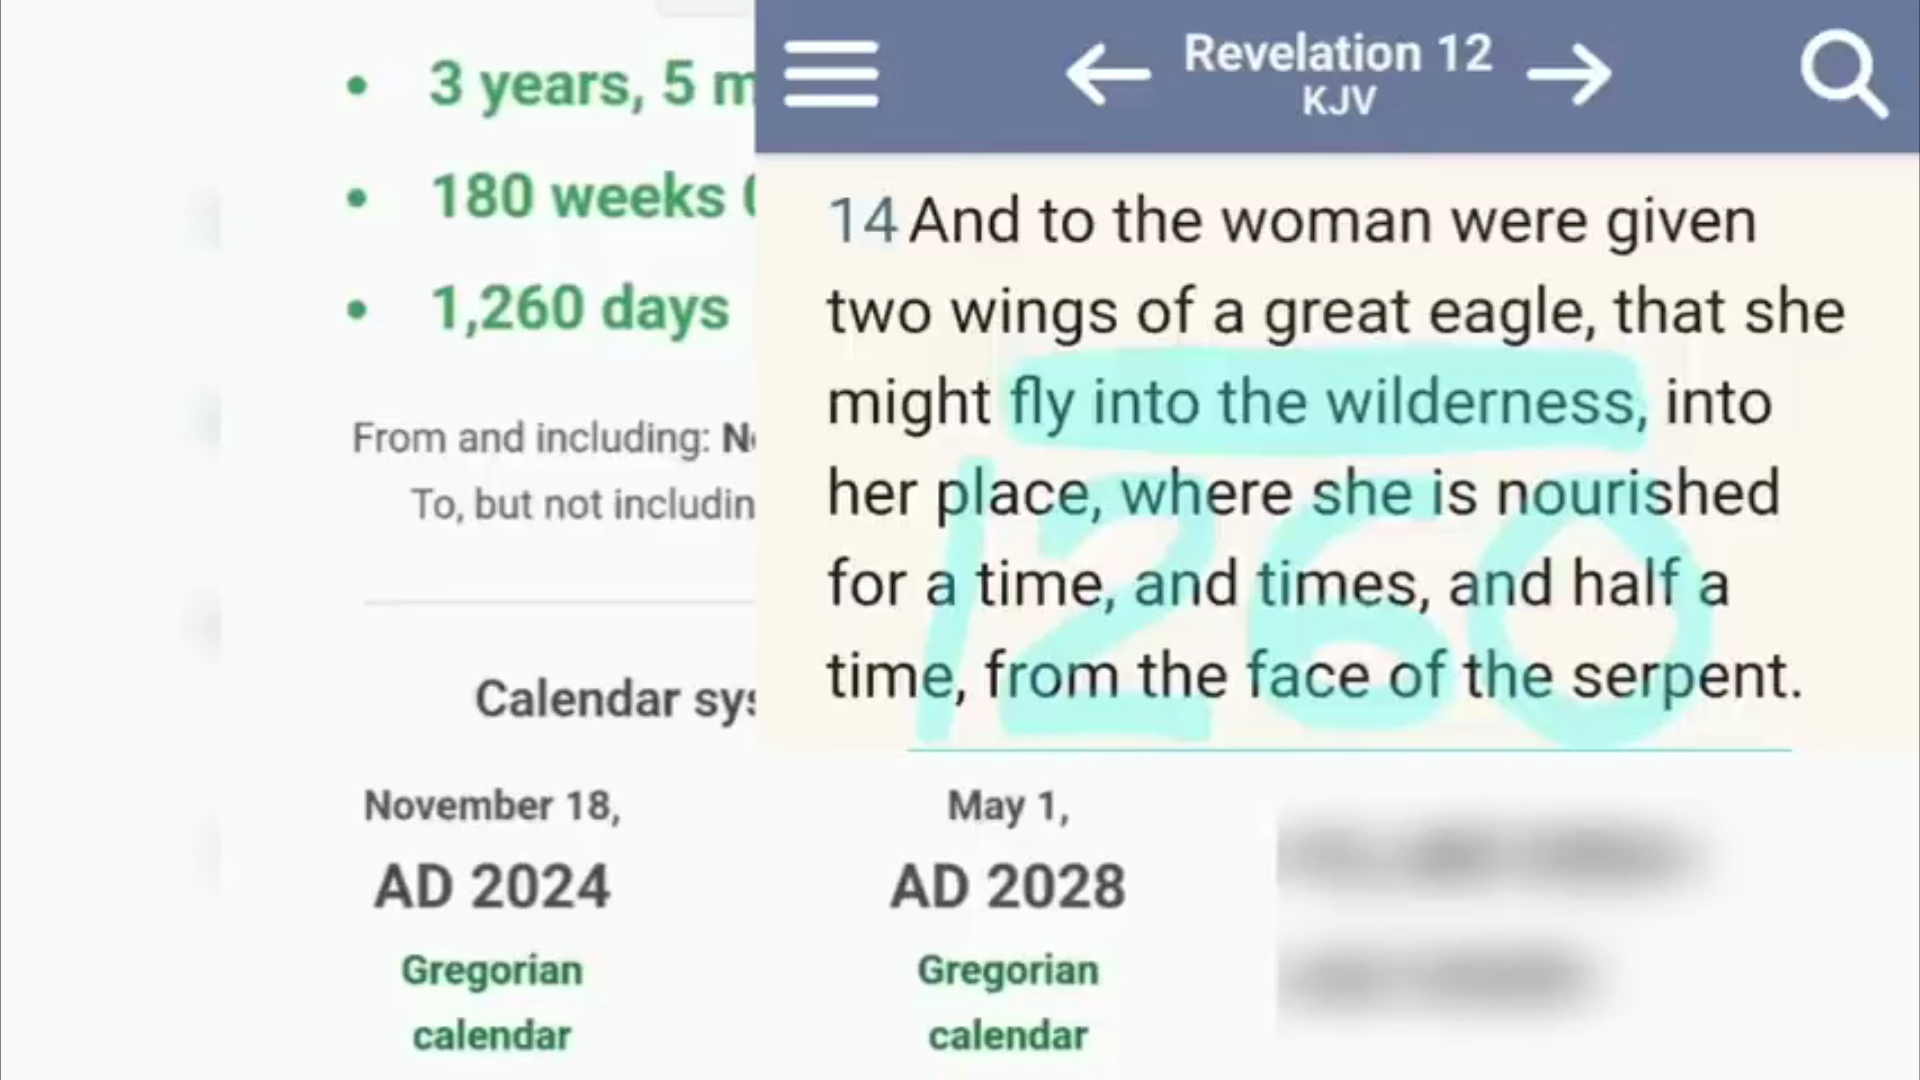 3 years, 5 m
180 weeks
1,260 days
From and including:
To, but not includin
Calendar sys
November 18,
AD 2024
Gregorian
calendar
May 1,
AD 2028
Gregorian
calendar
Revelation 12
KJV
14 And to the woman were given
two wings of a great eagle, that she
might fly into the wilderness, into
her place, where she is nourished
for a time, and times, and half a
time, from the face of the serpent.
1260